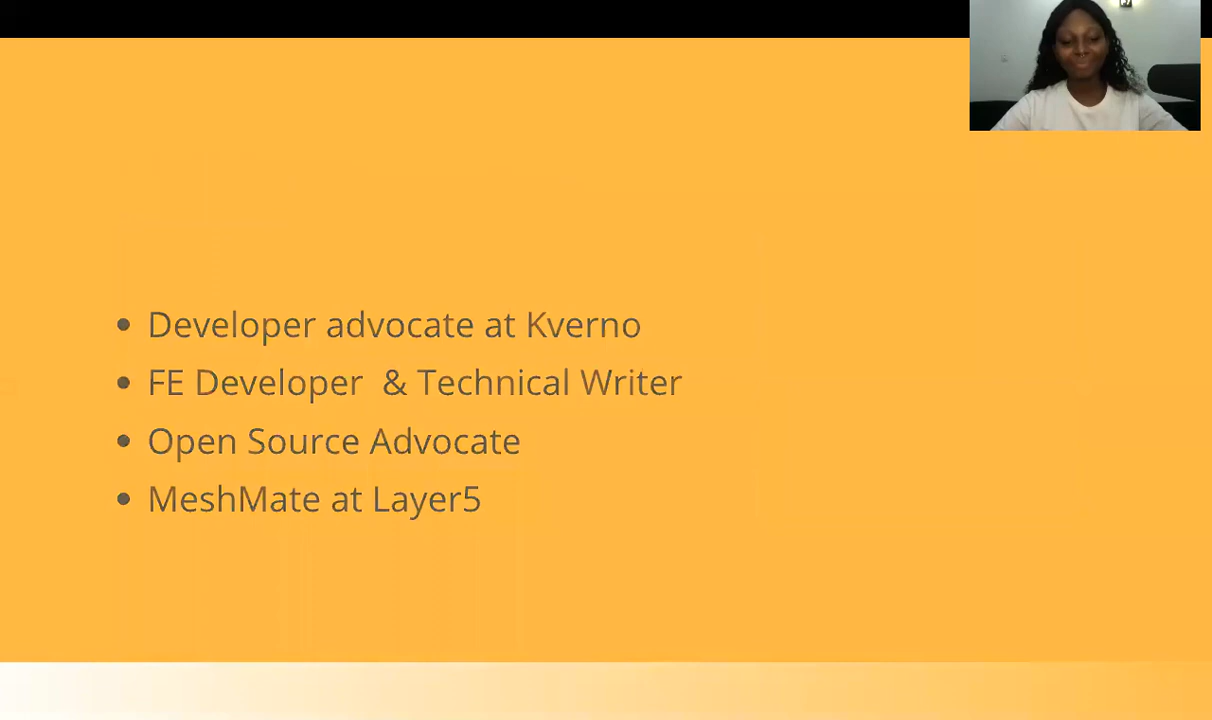 • Developer advocate at Kverno
• FE Developer & Technical Writer
• Open Source Advocate
• MeshMate at Layer5